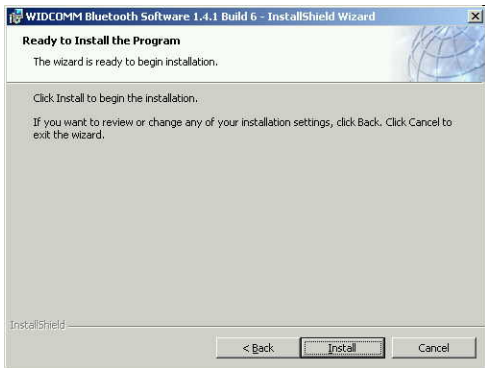 WIDCOMM Bluetooth Software 1.4.1 Build 6 - InstallShield Wizard
Ready to Install the Program
The wizard is ready to begin installation.
Click Install to begin the installation.
If you want to review or change any of your installation settings, click Back. Click Cancel to
exit the wizard.
InstallShield
< Back Install Cancel